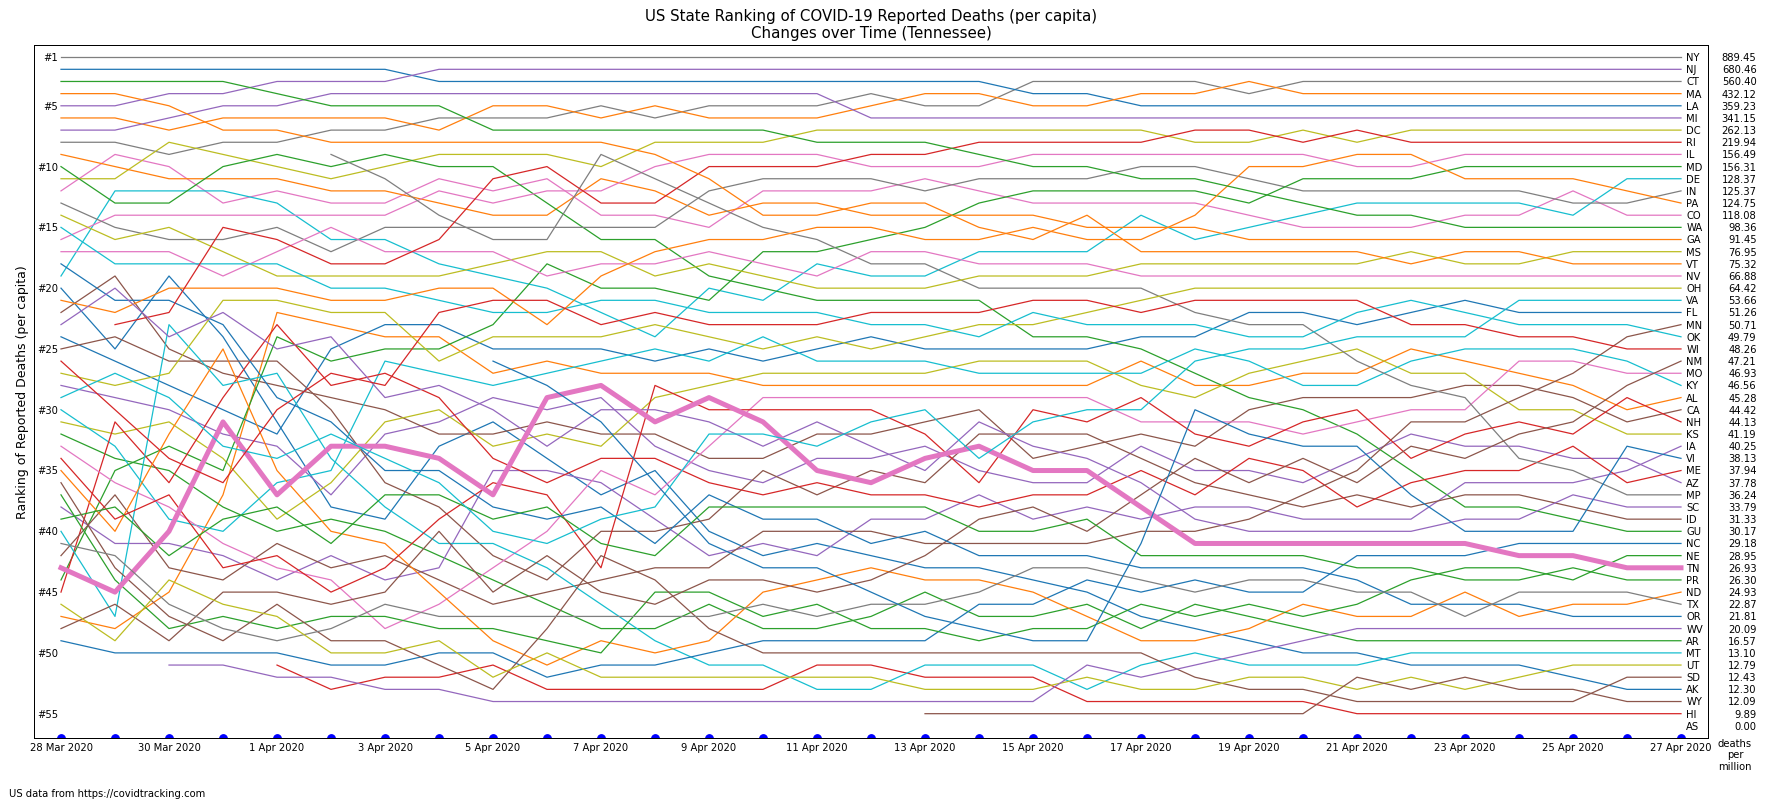 US State Ranking of COVID-19 Reported Deaths (per capita)
Changes over Time (Tennessee)
Ranking of Reported Deaths (per capita)
#1
#5
#10
#15
#20
#25
#30
#35
#40
#45
#50
#55
NY 889.45
NJ 680.46
CT 560.40
MA 432.12
LA 359.23
MI 341.15
DC 262.13
RI 219.94
IL 156.49
MD 156.31
DE 128.37
IN 125.37
PA 124.75
CO 118.08
WA 98.36
GA 91.45
MS 76.95
VT 75.32
NV 66.88
OH 64.42
VA 53.66
FL 51.26
MN 50.71
OK 49.79
WI 48.26
NM 47.21
MO 46.93
KY 46.56
AL 45.28
CA 44.42
NH 44.13
KS 41.19
IA 40.25
VI 38.13
ME 37.94
AZ 37.78
MP 36.24
SC 33.79
ID 31.33
GU 30.17
NC 29.18
NE 28.95
TN 26.93
PR 26.30
ND 24.93
TX 22.87
OR 21.81
WV 20.09
AR 16.57
MT 13.10
UT 12.79
SD 12.43
AK 12.30
WY 12.09
HI 9.89
AS 0.00
28 Mar 2020 30 Mar 2020 1 Apr 2020 3 Apr 2020 5 Apr 2020 7 Apr 2020 9 Apr 2020 11 Apr 2020 13 Apr 2020 15 Apr 2020 17 Apr 2020 19 Apr 2020 21 Apr 2020 23 Apr 2020 25 Apr 2020 27 Apr 2020
deaths
per
million
US data from https://covidtracking.com